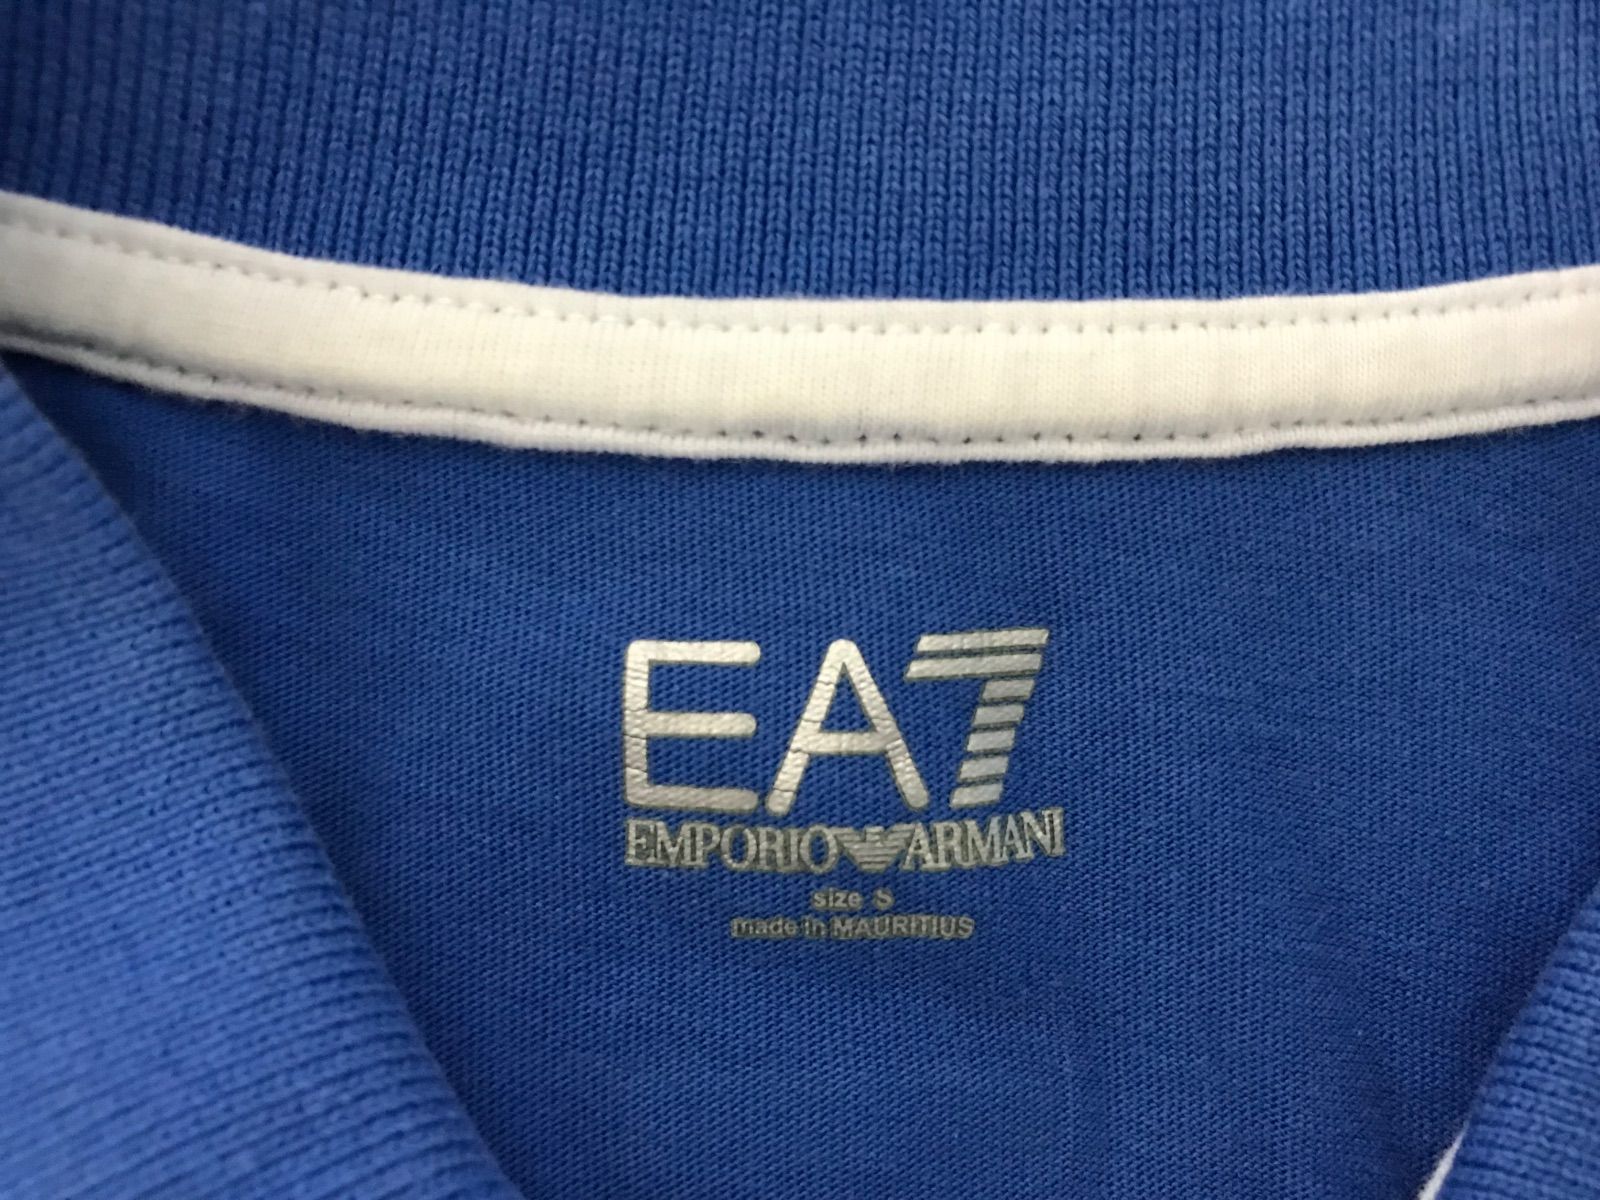 EA7
EMPORIO ARMANI
size S
made in MAURITIUS